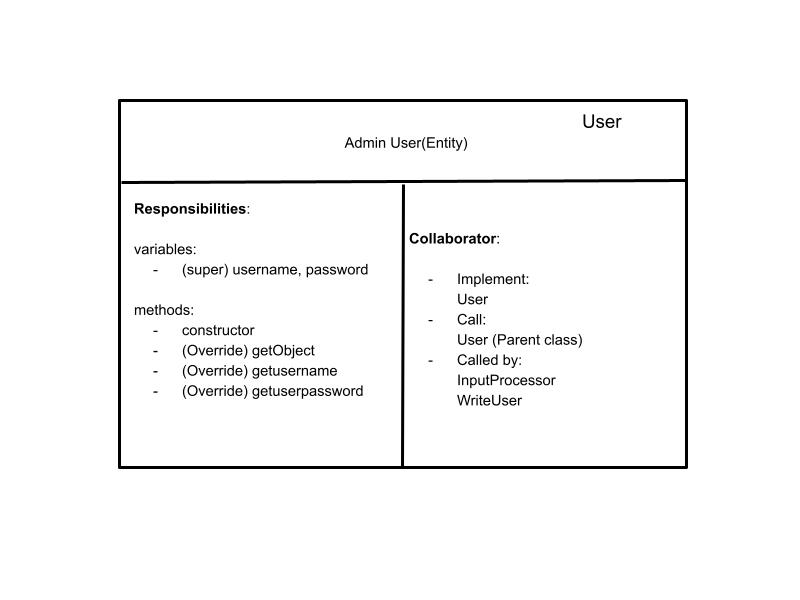 User
Admin User(Entity)
Responsibilities:
variables:
- (super) username, password
methods:
- constructor
- (Override) getObject
- (Override) getusername
- (Override) getuserpassword
Collaborator:
- Implement:
User
- Call:
User (Parent class)
- Called by:
InputProcessor
WriteUser